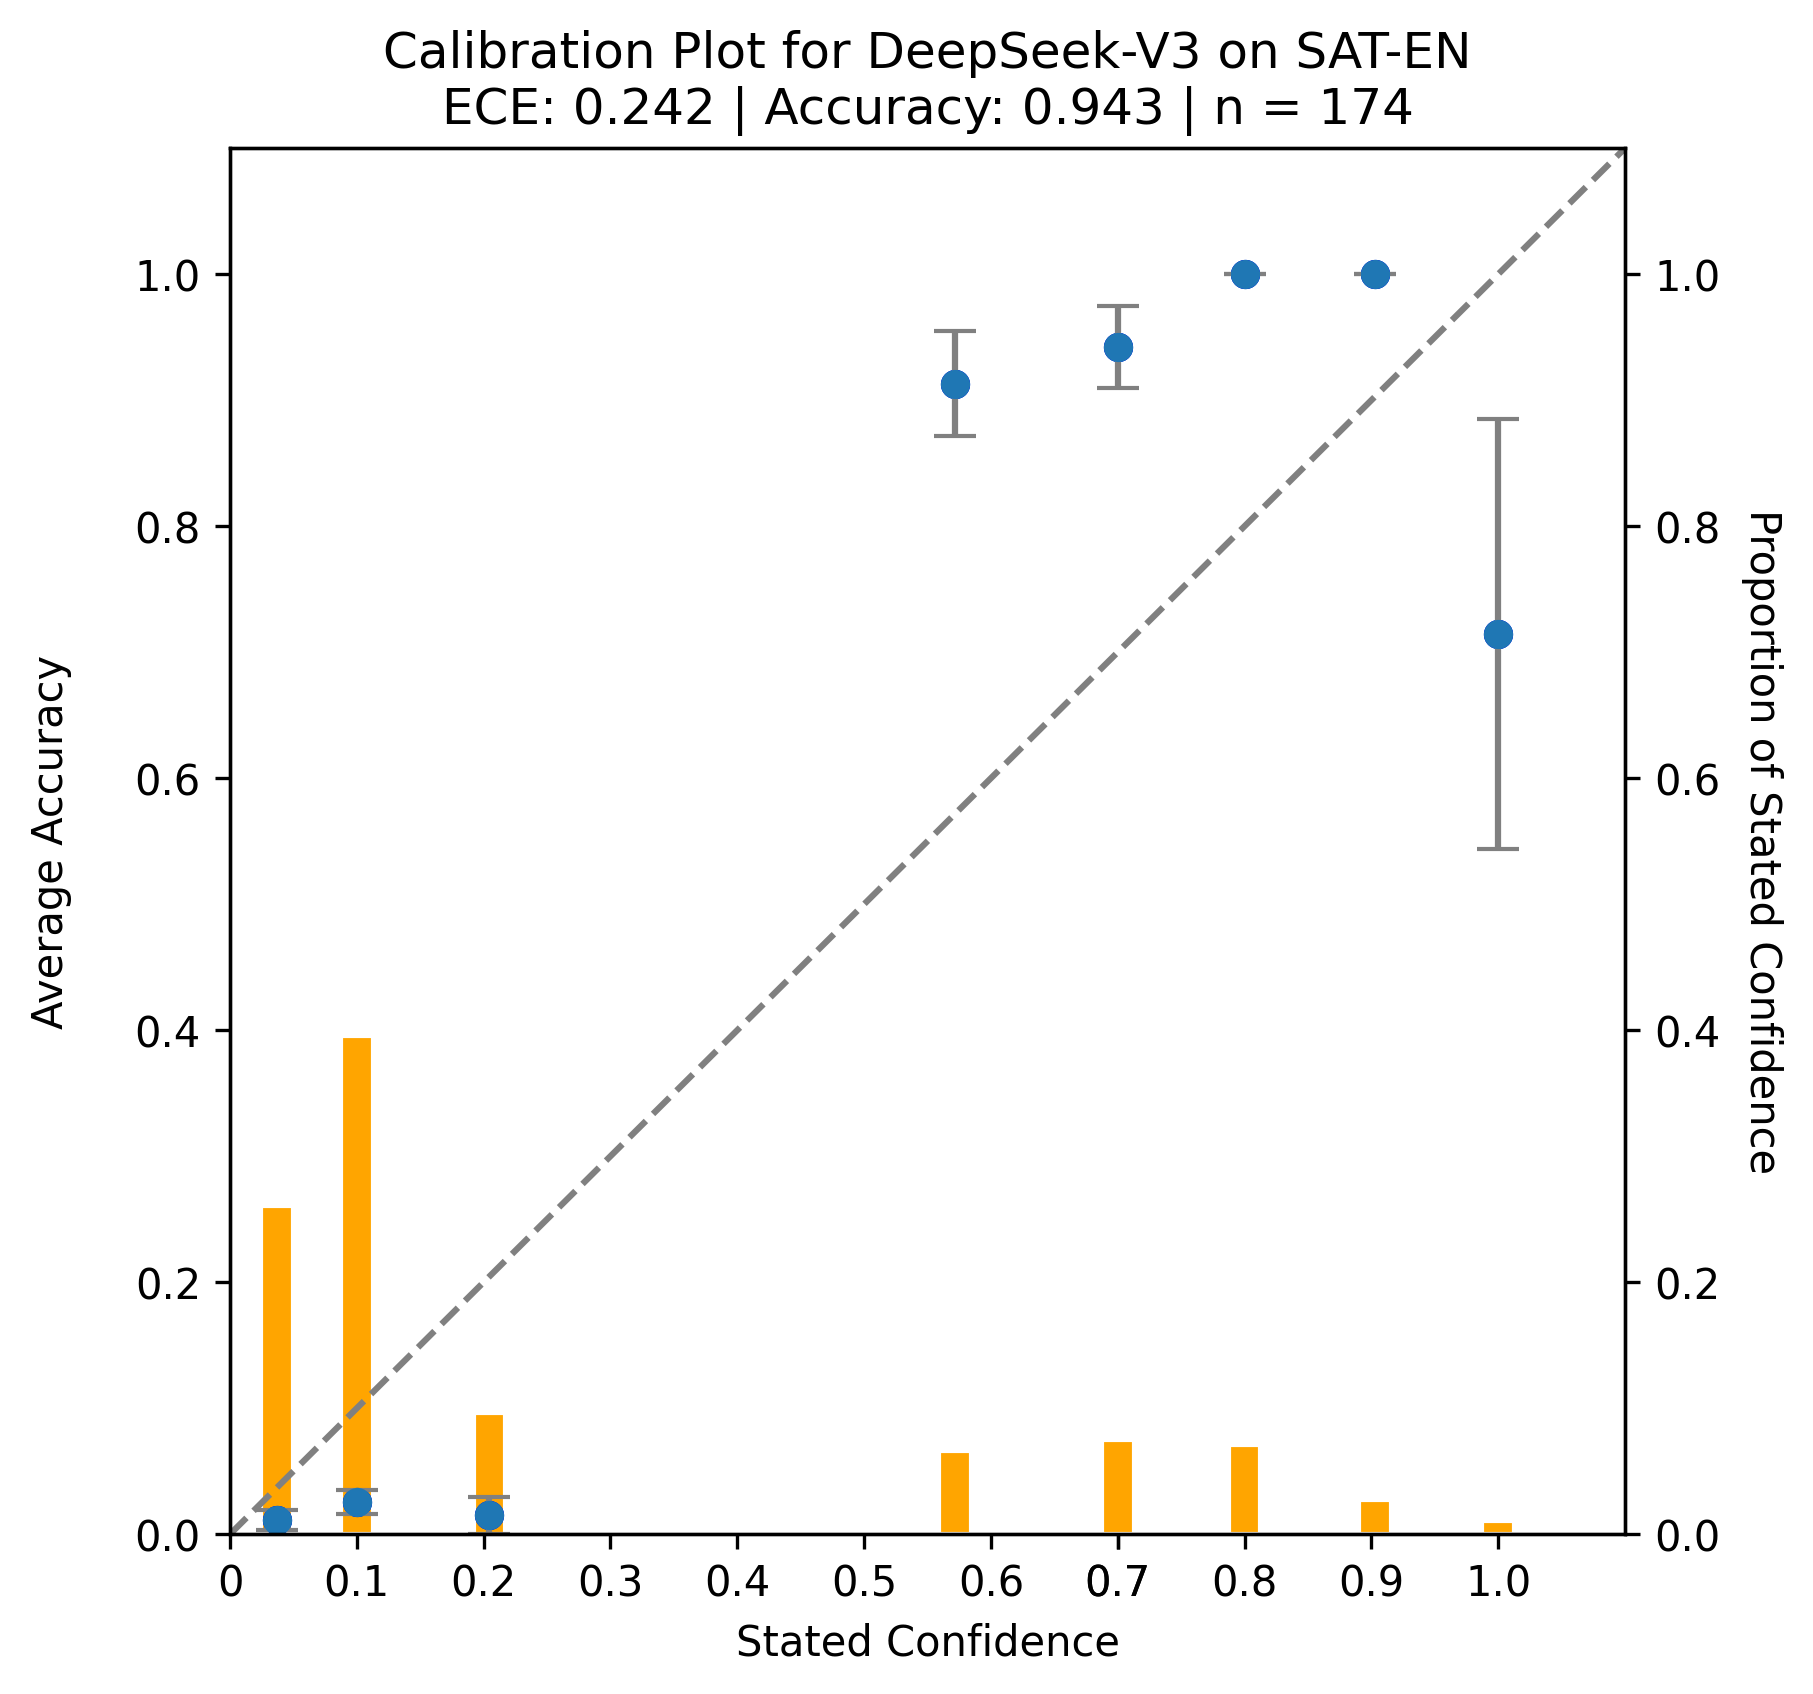 Calibration Plot for DeepSeek-V3 on SAT-EN
ECE: 0.242 | Accuracy: 0.943 | n = 174
Average Accuracy
1.0
0.8
0.6
0.4
0.2
0.0
1.0
0.8
0.6
0.4
0.2
0.0
Proportion of Stated Confidence
0 0.1 0.2 0.3 0.4 0.5 0.6 0.7 0.8 0.9 1.0
Stated Confidence